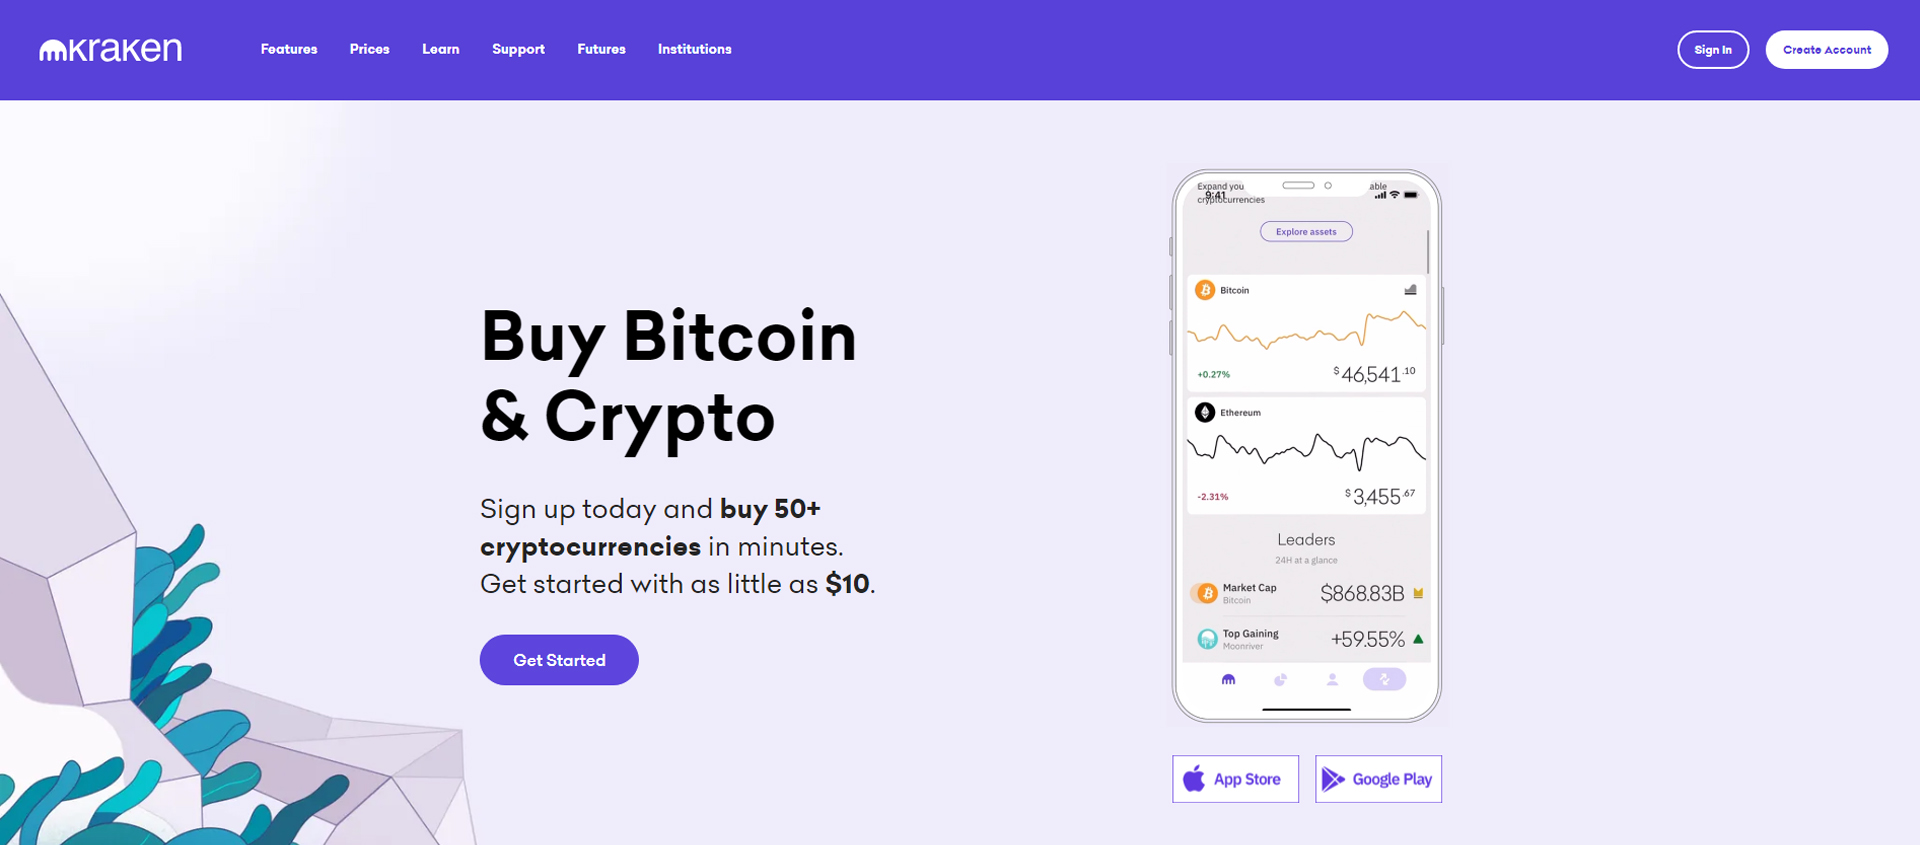 kraken
Features
Prices
Learn
Support
Futures
Institutions
Sign In
Create Account
Buy Bitcoin
& Crypto
Sign up today and buy 50+
cryptocurrencies in minutes.
Get started with as little as $10.
Get Started
Expand you
able
9:41
cryptocurrencies
Explore assets
Bitcoin
+0.27%
$46,541.10
Ethereum
-2.31%
$3,455.67
Leaders
24H at a glance
Market Cap
Bitcoin
$868.83B
Top Gaining
Moonriver
+59.55%
App Store
Google Play